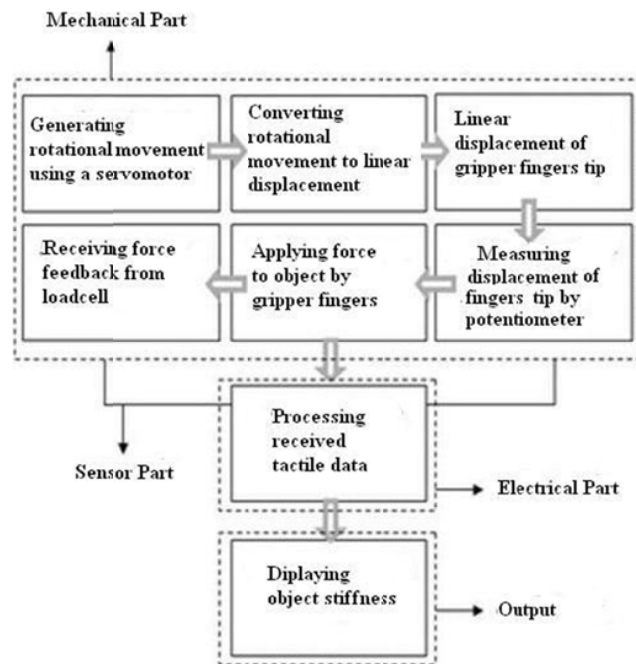 Mechanical Part
Generating
rotational movement
using a servomotor
Converting
rotational
movement to linear
displacement
Linear
displacement of
gripper fingers tip
Receiving force
feedback from
loadcell
Applying force
to object by
gripper fingers
Measuring
displacement of
fingers tip by
potentiometer
Processing
received
tactile data
Sensor Part
Electrical Part
Diplaying
object stiffness
Output